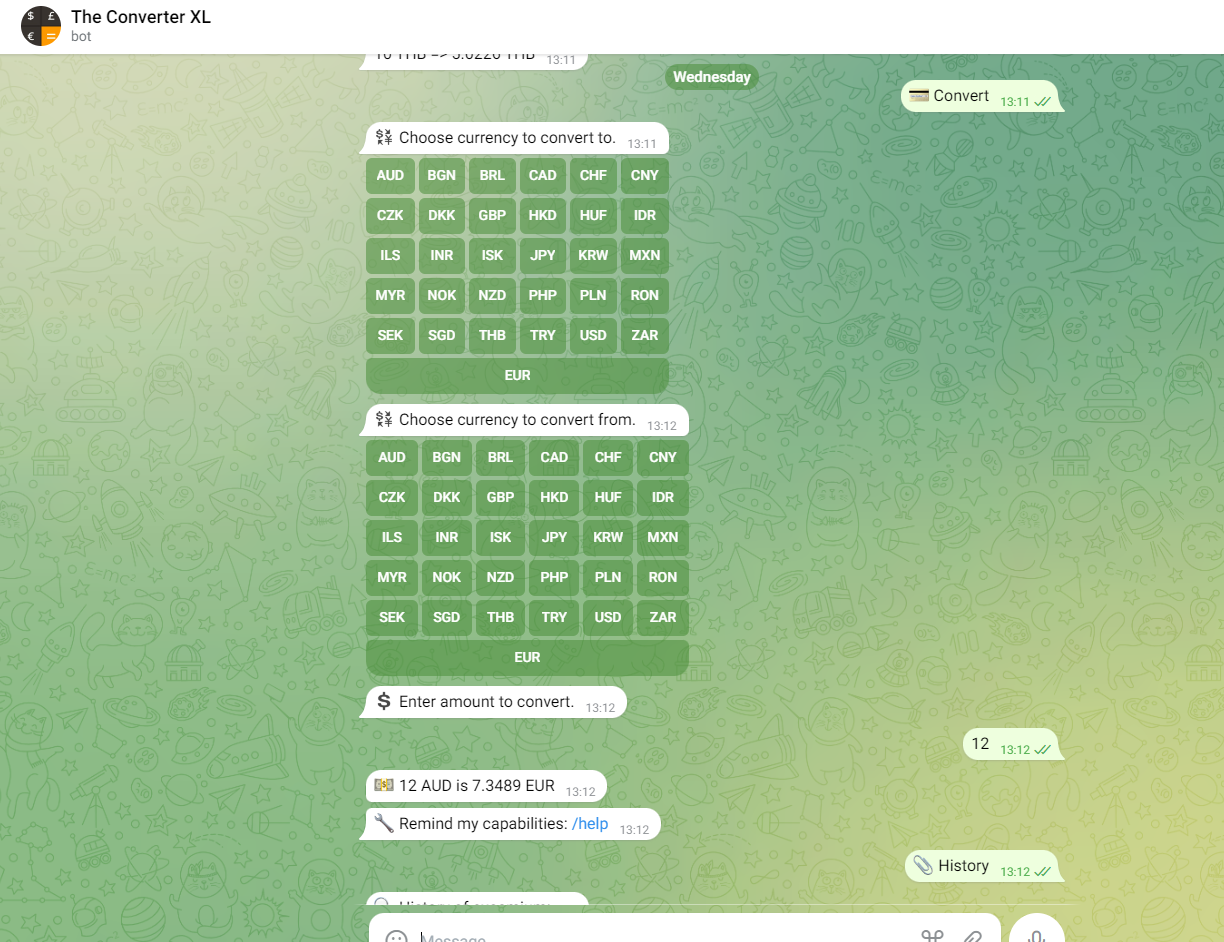 The Converter XL
bot
13:11
Wednesday
Convert 13:11
Choose currency to convert to. 13:11
AUD BGN BRL CAD CHF CNY
CZK DKK GBP HKD HUF IDR
ILS INR ISK JPY KRW MXN
MYR NOK NZD PHP PLN RON
SEK SGD THB TRY USD ZAR
EUR
Choose currency to convert from. 13:12
AUD BGN BRL CAD CHF CNY
CZK DKK GBP HKD HUF IDR
ILS INR ISK JPY KRW MXN
MYR NOK NZD PHP PLN RON
SEK SGD THB TRY USD ZAR
EUR
$ Enter amount to convert. 13:12
12 13:12
12 AUD is 7.3489 EUR 13:12
Remind my capabilities: /help 13:12
History 13:12
Message